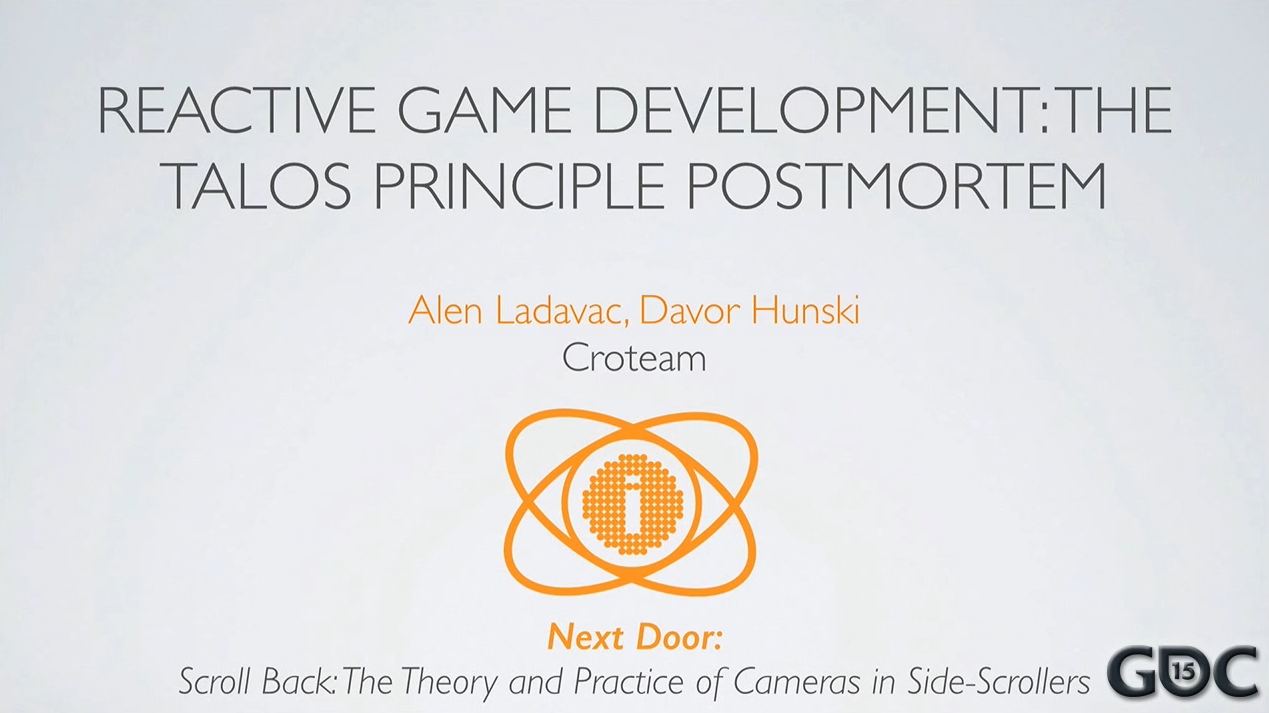 REACTIVE GAME DEVELOPMENT: THE
TALOS PRINCIPLE POSTMORTEM
Alen Ladavac, Davor Hunski
Croteam
i
Next Door:
Scroll Back: The Theory and Practice of Cameras in Side-Scrollers
GDC 15